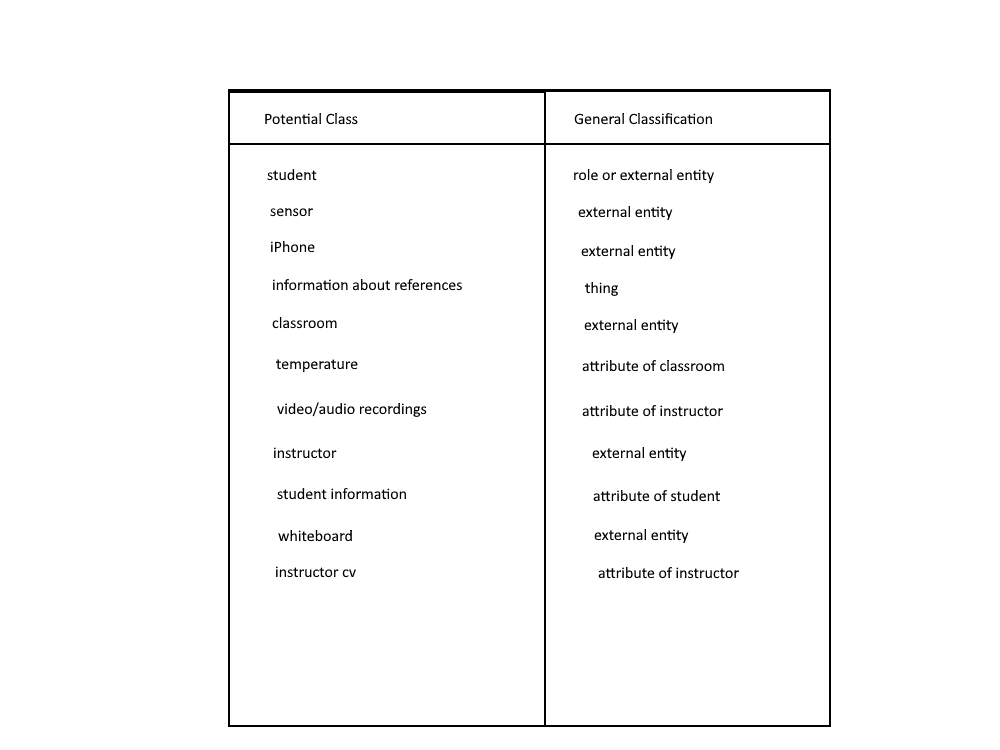 Potential Class General Classification
student role or external entity
sensor external entity
iPhone external entity
information about references thing
classroom external entity
temperature attribute of classroom
video/audio recordings attribute of instructor
instructor external entity
student information attribute of student
whiteboard external entity
instructor cv attribute of instructor